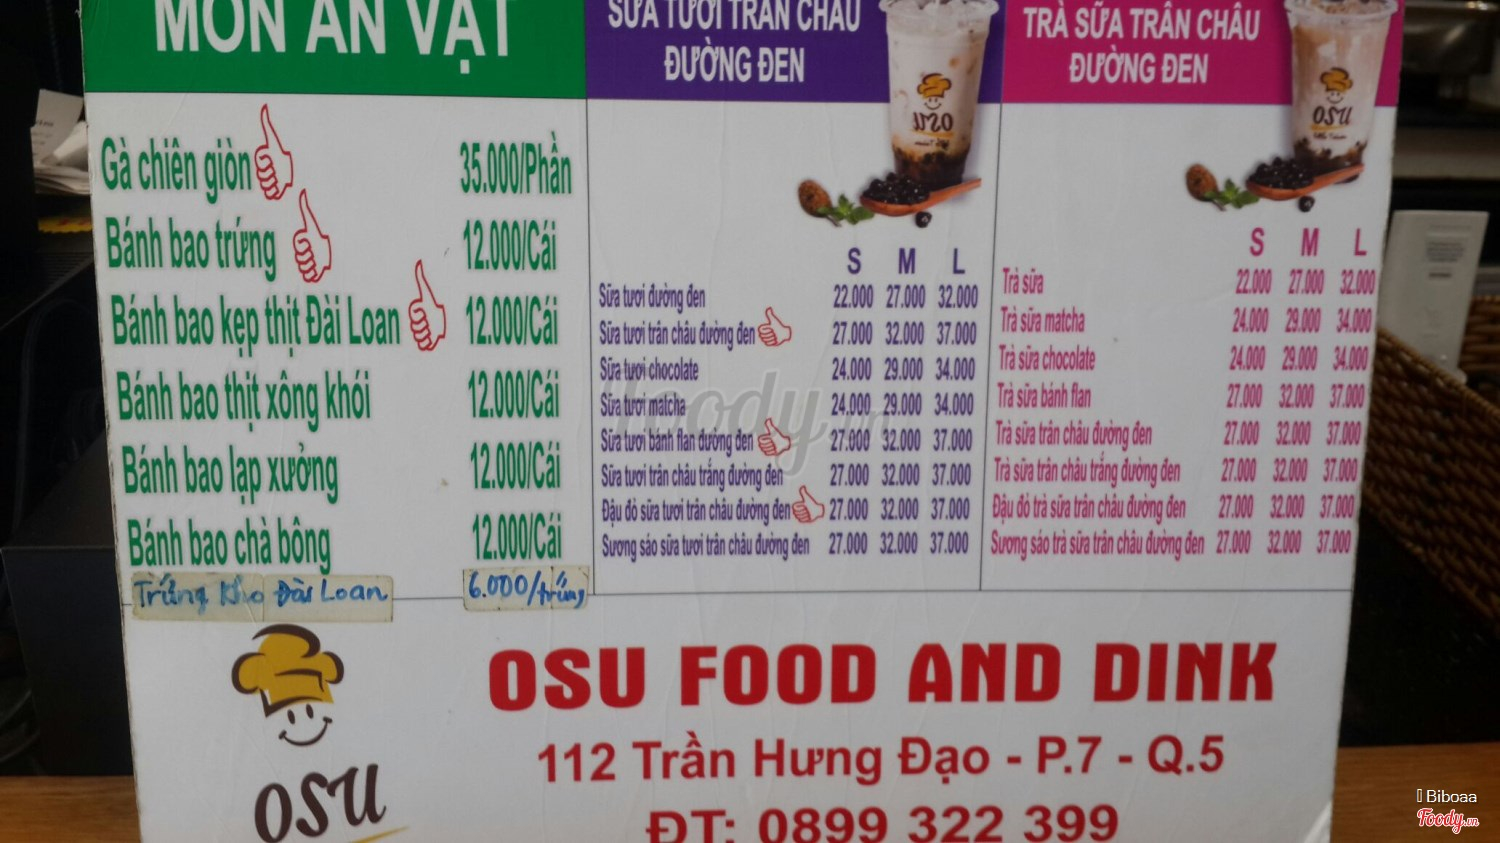 MÓN ĂN VẶT
Gà chiên giòn 35.000/Phần
Bánh bao trứng 12.000/Cái
Bánh bao kẹp thịt Đài Loan 12.000/Cái
Bánh bao thịt xông khói 12.000/Cái
Bánh bao lạp xưởng 12.000/Cái
Bánh bao chà bông 12.000/Cái
Trứng Kho Đài Loan 6.000/trứng
SỮA TƯƠI TRÂN CHÂU
ĐƯỜNG ĐEN
OSU
S M L
Sữa tươi đường đen 22.000 27.000 32.000
Sữa tươi trân châu đường đen 27.000 32.000 37.000
Sữa tươi chocolate 24.000 29.000 34.000
Sữa tươi matcha 24.000 29.000 34.000
Sữa tươi bánh flan đường đen 27.000 32.000 37.000
Sữa tươi trân châu trắng đường đen 27.000 32.000 37.000
Đậu đỏ sữa tươi trân châu đường đen 27.000 32.000 37.000
Sương sáo sữa tươi trân châu đường đen 27.000 32.000 37.000
TRÀ SỮA TRÂN CHÂU
ĐƯỜNG ĐEN
OSU
S M L
Trà sữa 22.000 27.000 32.000
Trà sữa matcha 24.000 29.000 34.000
Trà sữa chocolate 24.000 29.000 34.000
Trà sữa bánh flan 27.000 32.000 37.000
Trà sữa trân châu đường đen 27.000 32.000 37.000
Trà sữa trân châu trắng đường đen 27.000 32.000 37.000
Đậu đỏ trà sữa trân châu đường đen 27.000 32.000 37.000
Sương sáo trà sữa trân châu đường đen 27.000 32.000 37.000
Foody.vn
OSU
OSU FOOD AND DINK
112 Trần Hưng Đạo - P.7 - Q.5
ĐT: 0899 322 399
Biboaa
Foody.vn